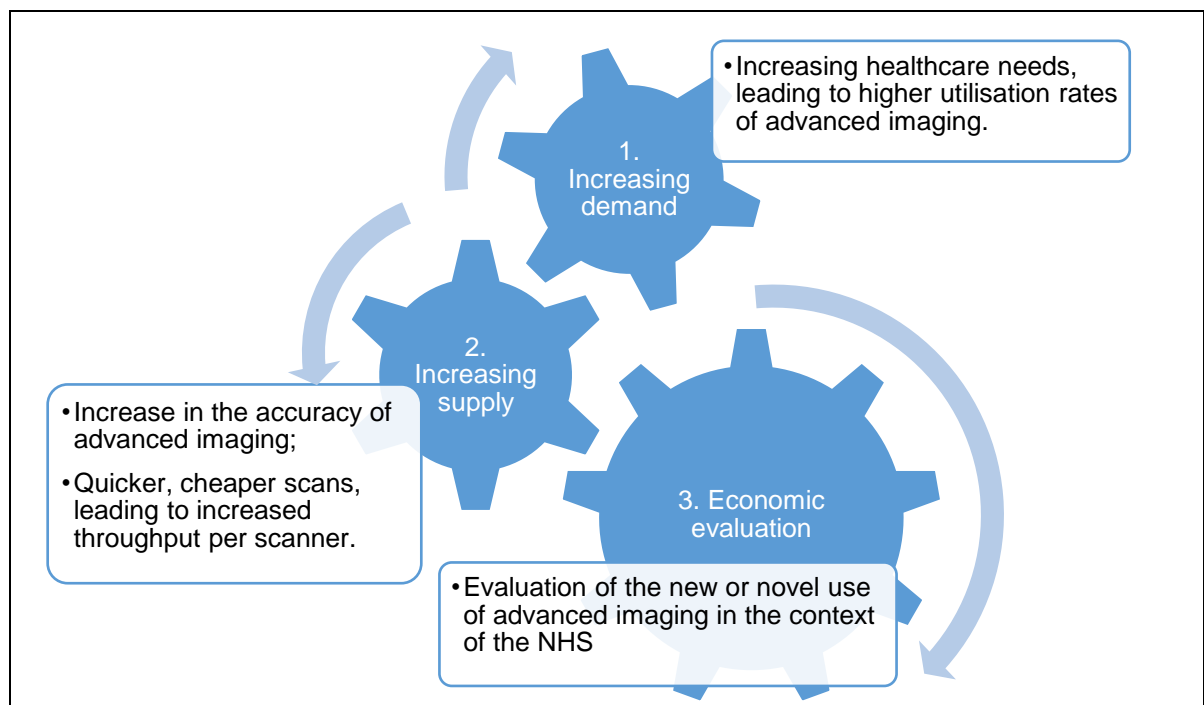 •Increasing healthcare needs,
leading to higher utilisation rates
of advanced imaging.
1.
Increasing
demand
2.
Increasing
supply
•Increase in the accuracy of
advanced imaging;
•Quicker, cheaper scans,
leading to increased
throughput per scanner.
3. Economic
evaluation
•Evaluation of the new or novel use
of advanced imaging in the context
of the NHS